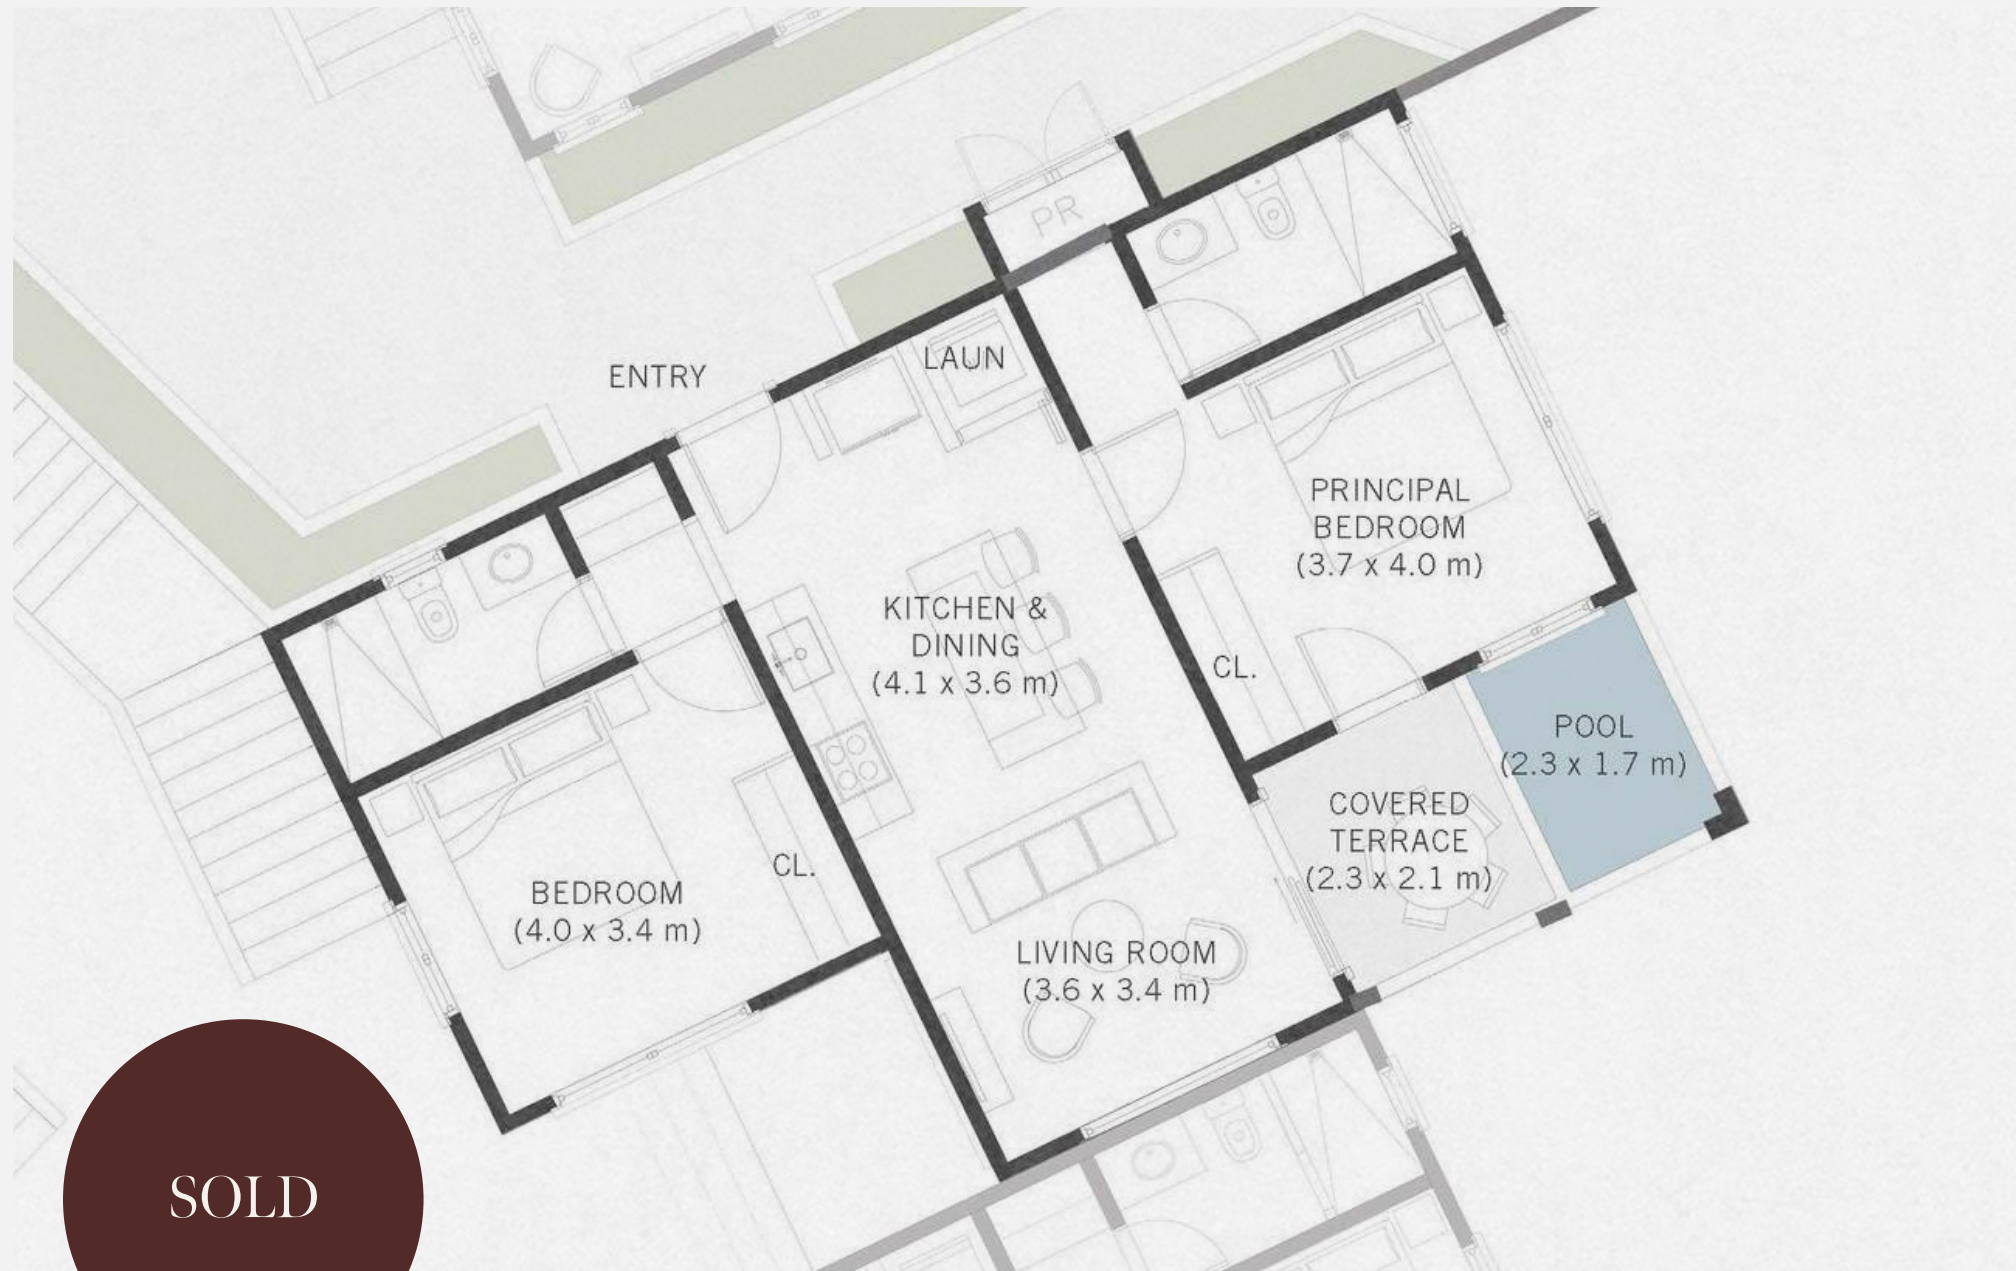 PR
LAUN
ENTRY
PRINCIPAL
BEDROOM
(3.7 x 4.0 m)
KITCHEN &
DINING
(4.1 x 3.6 m)
CL.
POOL
(2.3 x 1.7 m)
COVERED
TERRACE
(2.3 x 2.1 m)
CL.
BEDROOM
(4.0 x 3.4 m)
LIVING ROOM
(3.6 x 3.4 m)
SOLD